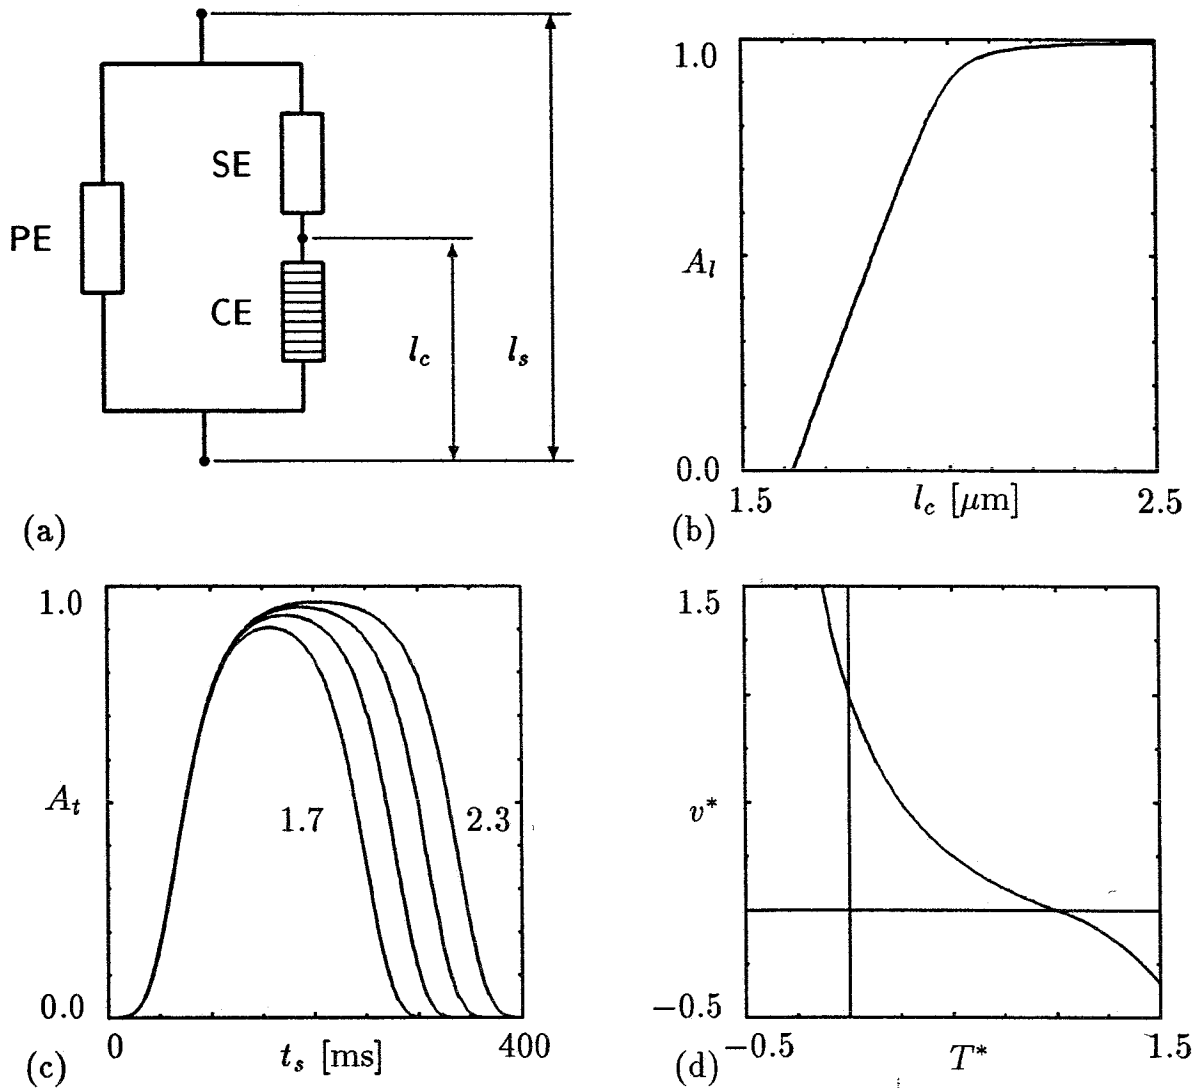 SE
PE
CE
l_c
l_s
(a)
1.0
A_l
0.0
1.5
l_c [μm]
2.5
(b)
1.0
A_t
1.7
2.3
0.0
0
t_s [ms]
400
(c)
1.5
v*
−0.5
−0.5
T*
1.5
(d)